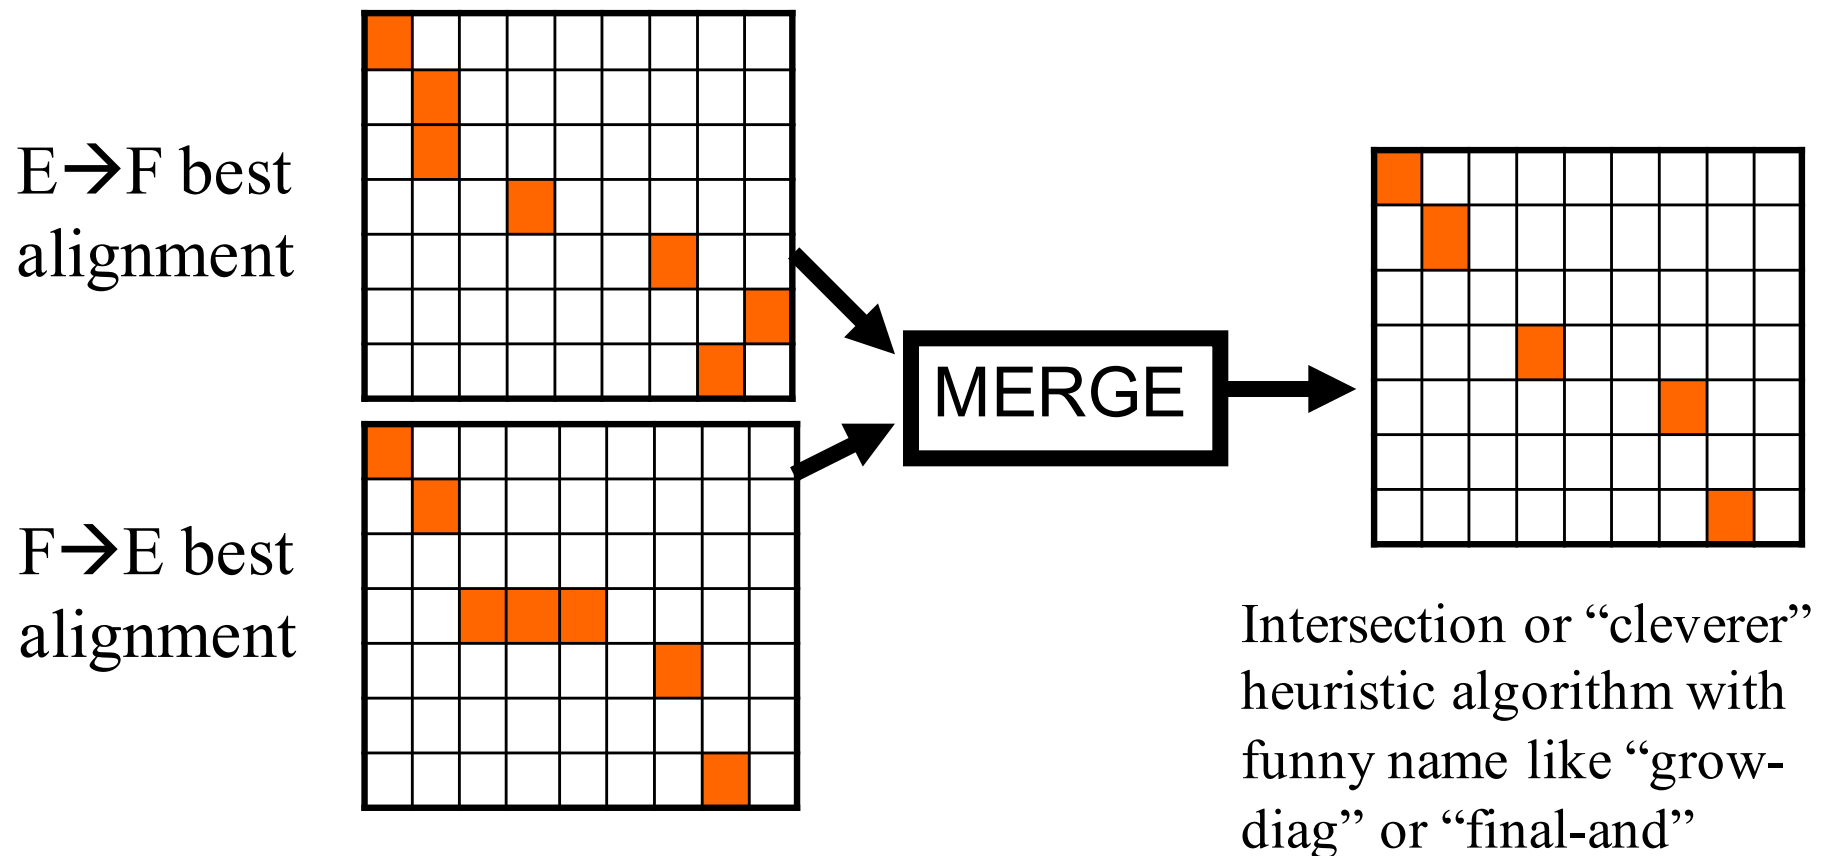 E→F best
alignment
F→E best
alignment
MERGE
Intersection or “cleverer”
heuristic algorithm with
funny name like “grow-
diag” or “final-and”